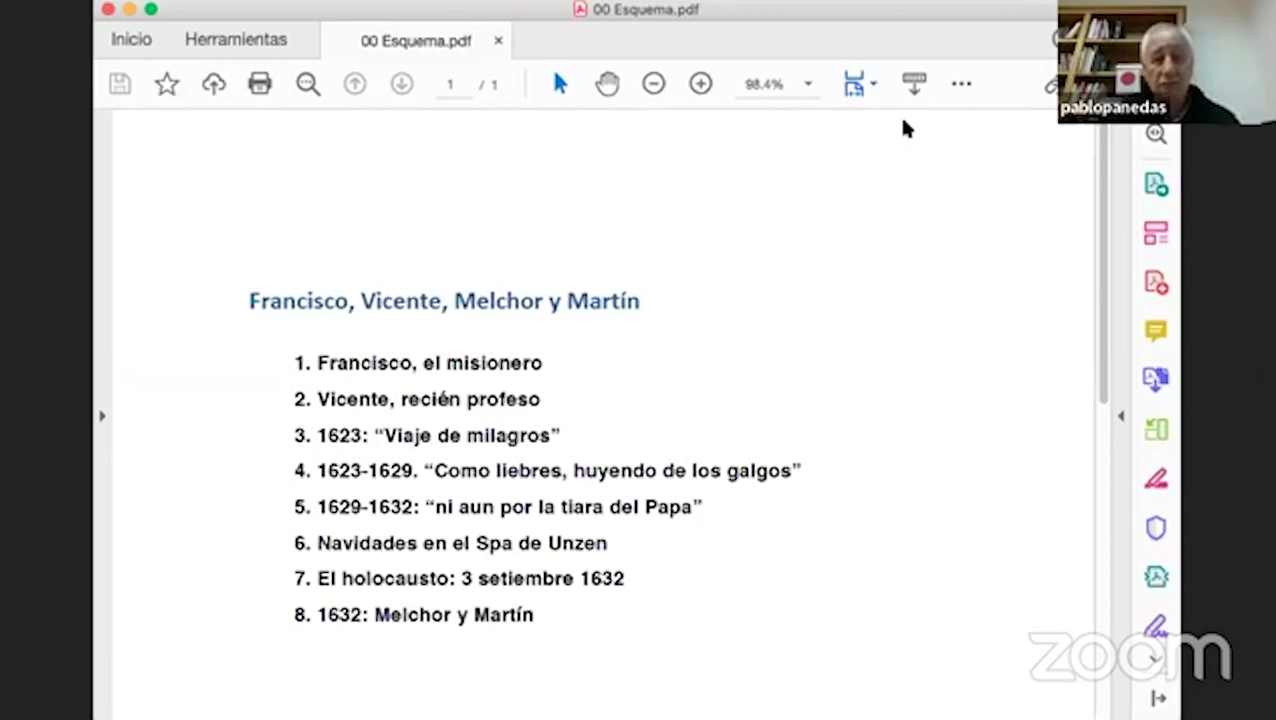 00 Esquema.pdf
Inicio
Herramientas
00 Esquema.pdf
1 / 1
98.4%
pablopanedas
Francisco, Vicente, Melchor y Martín
1. Francisco, el misionero
2. Vicente, recién profeso
3. 1623: “Viaje de milagros”
4. 1623-1629. “Como liebres, huyendo de los galgos”
5. 1629-1632: “ni aun por la tiara del Papa”
6. Navidades en el Spa de Unzen
7. El holocausto: 3 setiembre 1632
8. 1632: Melchor y Martín
zoom